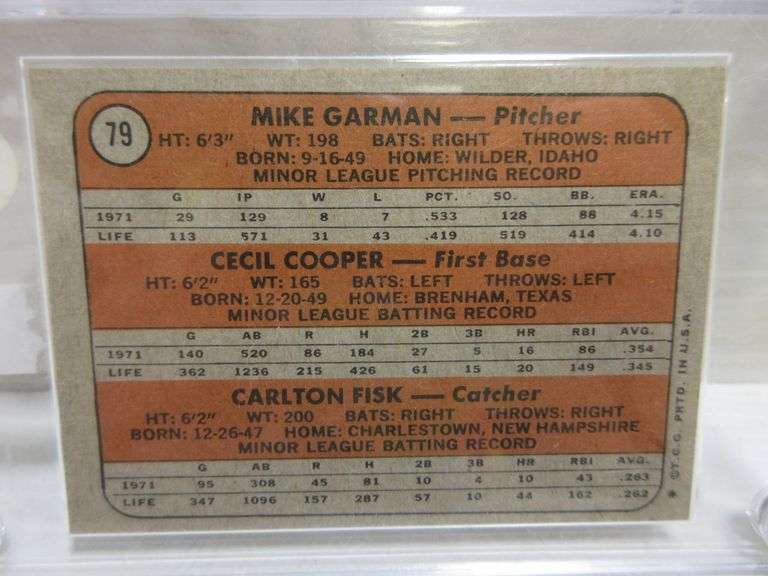 79
MIKE GARMAN — Pitcher
HT: 6'3" WT: 198 BATS: RIGHT THROWS: RIGHT
BORN: 9-16-49 HOME: WILDER, IDAHO
MINOR LEAGUE PITCHING RECORD
G IP W L PCT. SO. BB. ERA.
1971 29 129 8 7 .533 128 88 4.15
LIFE 113 571 31 43 .419 519 414 4.10
CECIL COOPER — First Base
HT: 6'2" WT: 165 BATS: LEFT THROWS: LEFT
BORN: 12-20-49 HOME: BRENHAM, TEXAS
MINOR LEAGUE BATTING RECORD
G AB R H 2B 3B HR RBI AVG.
1971 140 520 86 184 27 5 16 86 .354
LIFE 362 1236 215 426 61 15 20 149 .345
CARLTON FISK — Catcher
HT: 6'2" WT: 200 BATS: RIGHT THROWS: RIGHT
BORN: 12-26-47 HOME: CHARLESTOWN, NEW HAMPSHIRE
MINOR LEAGUE BATTING RECORD
G AB R H 2B 3B HR RBI AVG.
1971 95 308 45 81 10 4 10 43 .263
LIFE 347 1096 157 287 57 10 44 162 .262
* ©T.C.G. PRTD. IN U.S.A.